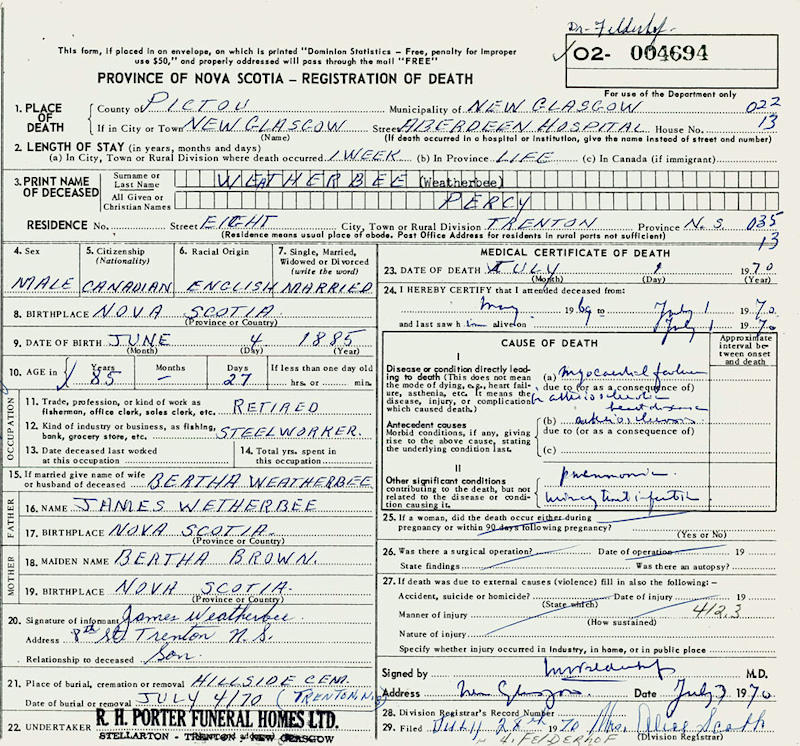 Dr. Felderhof
This form, if placed in an envelope, on which is printed "Dominion Statistics - Free, penalty for improper
use $50," and properly addressed will pass through the mail "FREE"
02- 004694
PROVINCE OF NOVA SCOTIA – REGISTRATION OF DEATH
For use of the Department only
1. PLACE OF DEATH County of PICTOU Municipality of NEW GLASGOW 022
If in City or Town NEW GLASGOW Street ABERDEEN HOSPITAL House No. 13
(Name) (If death occurred in a hospital or institution, give the name instead of street and number)
2. LENGTH OF STAY (in years, months and days)
(a) In City, Town or Rural Division where death occurred 1 WEEK (b) In Province LIFE (c) In Canada (if immigrant)
3. PRINT NAME OF DECEASED Surname or Last Name WEATHERBEE (Weatherbee)
All Given or Christian Names PERCY
RESIDENCE No. Street EIGHT City, Town or Rural Division TRENTON Province N.S. 035
(Residence means usual place of abode. Post Office Address for residents in rural parts not sufficient) 13
4. Sex 5. Citizenship (Nationality) 6. Racial Origin 7. Single, Married, Widowed or Divorced (write the word)
MALE CANADIAN ENGLISH MARRIED
8. BIRTHPLACE NOVA SCOTIA
(Province or Country)
9. DATE OF BIRTH JUNE 4 1885
(Month) (Day) (Year)
10. AGE in Years Months Days If less than one day old
85 – 27 hrs. or min.
OCCUPATION
11. Trade, profession or kind of work as fisherman, office clerk, sales clerk, etc. RETIRED
12. Kind of industry or business, as fishing, bank, grocery store, etc. STEELWORKER.
13. Date deceased last worked at this occupation 14. Total yrs. spent in this occupation
15. If married give name of wife or husband of deceased BERTHA WEATHERBEE
FATHER
16. NAME JAMES WETHERBEE
17. BIRTHPLACE NOVA SCOTIA.
(Province or Country)
MOTHER
18. MAIDEN NAME BERTHA BROWN.
19. BIRTHPLACE NOVA SCOTIA.
(Province or Country)
20. Signature of informant James Weatherbee
Address 8th St Trenton N.S.
Relationship to deceased Son
21. Place of burial, cremation or removal HILLSIDE CEM.
Date of burial or removal JULY 4/70 (TRENTON, N.S.
22. UNDERTAKER R. H. PORTER FUNERAL HOMES LTD.
STELLARTON - TRENTON - NEW GLASGOW
MEDICAL CERTIFICATE OF DEATH
23. DATE OF DEATH JULY 1 1970
(Month) (Day) (Year)
24. I HEREBY CERTIFY that I attended deceased from:
May 1969 to July 1 1970
and last saw him alive on July 1 1970
CAUSE OF DEATH Approximate interval between onset and death
I
Disease or condition directly leading to death (This does not mean the mode of dying, e.g., heart failure, asthenia, etc. It means the disease, injury, or complication which caused death.)
(a) myocardial failure
due to (or as a consequence of)
arteriosclerotic
heart disease
Antecedent causes
Morbid conditions, if any, giving rise to the above cause, stating the underlying condition last.
(b) arteriosclerosis
due to (or as a consequence of)
(c)
II
Other significant conditions contributing to the death, but not related to the disease or condition causing it.
pneumonia
urinary tract infection
25. If a woman, did the death occur either during
pregnancy or within 90 days following pregnancy?
(Yes or No)
26. Was there a surgical operation? Date of operation 19
State findings Was there an autopsy?
27. If death was due to external causes (violence) fill in also the following:–
Accident, suicide or homicide? Date of injury 19
(State which) 412.3
Manner of injury
(How sustained)
Nature of injury
Specify whether injury occurred in Industry, in home, or in public place
Signed by M.D.
Address New Glasgow Date July 3 1970
28. Division Registrar's Record Number
29. Filed July 28th 1970 Mrs. Alice Scott
H. FELDERHOF (Division Registrar)